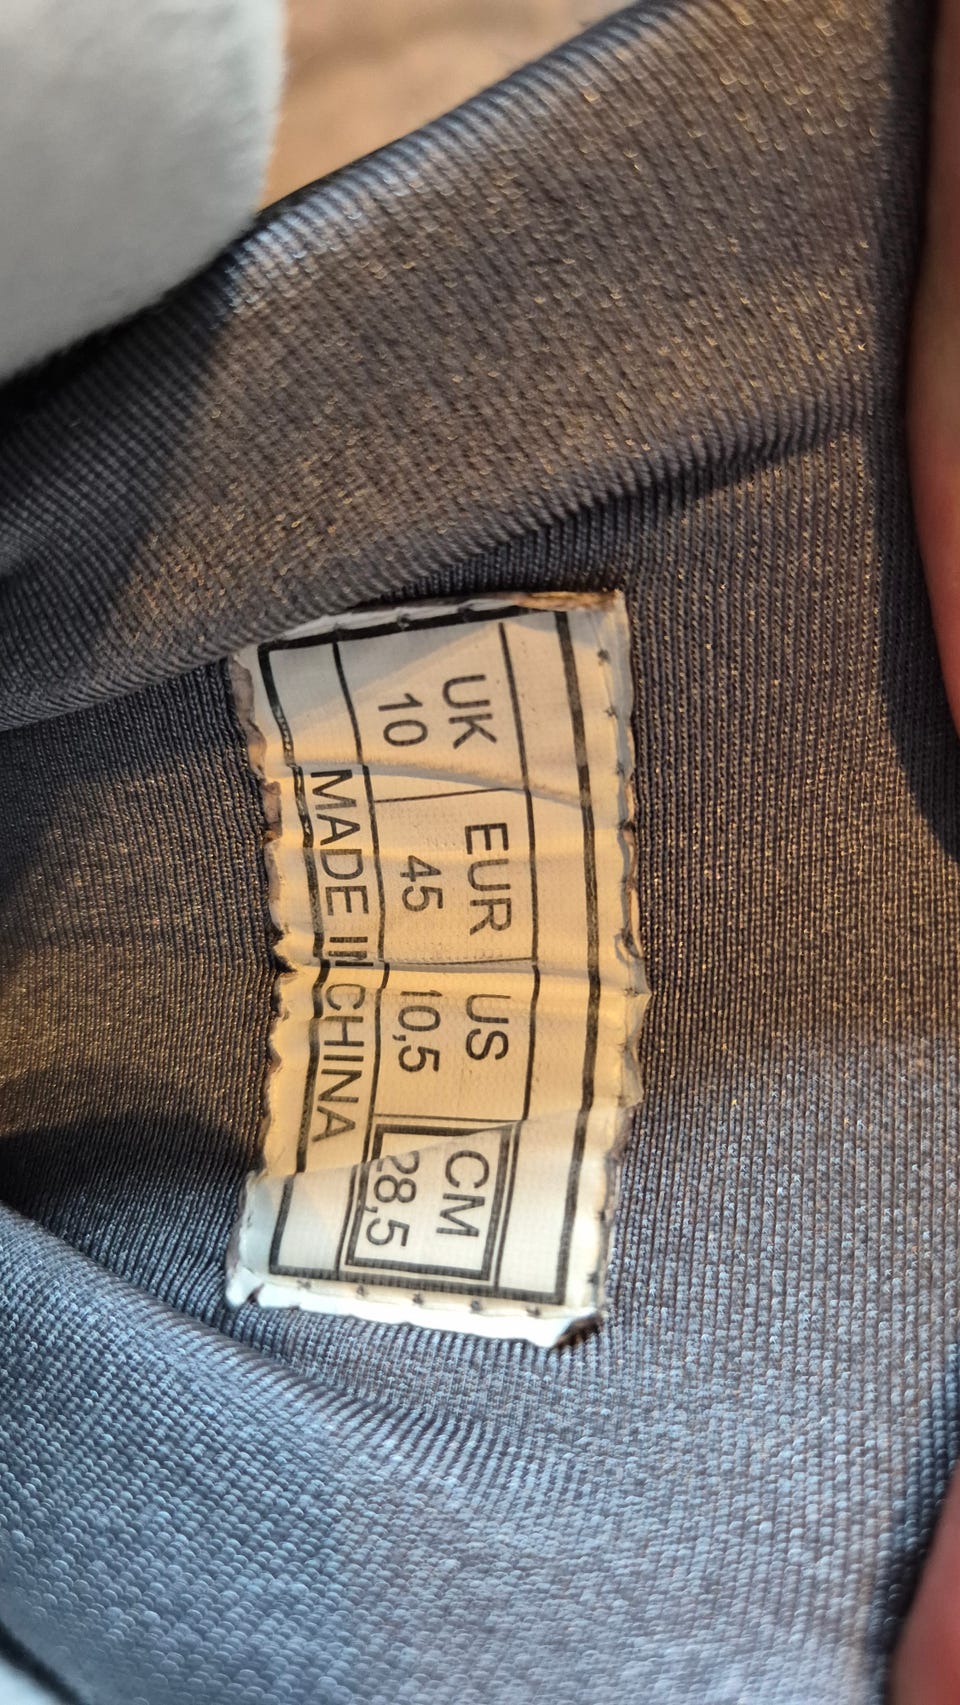 UK EUR US CM
10 45 10,5 28,5
MADE IN CHINA